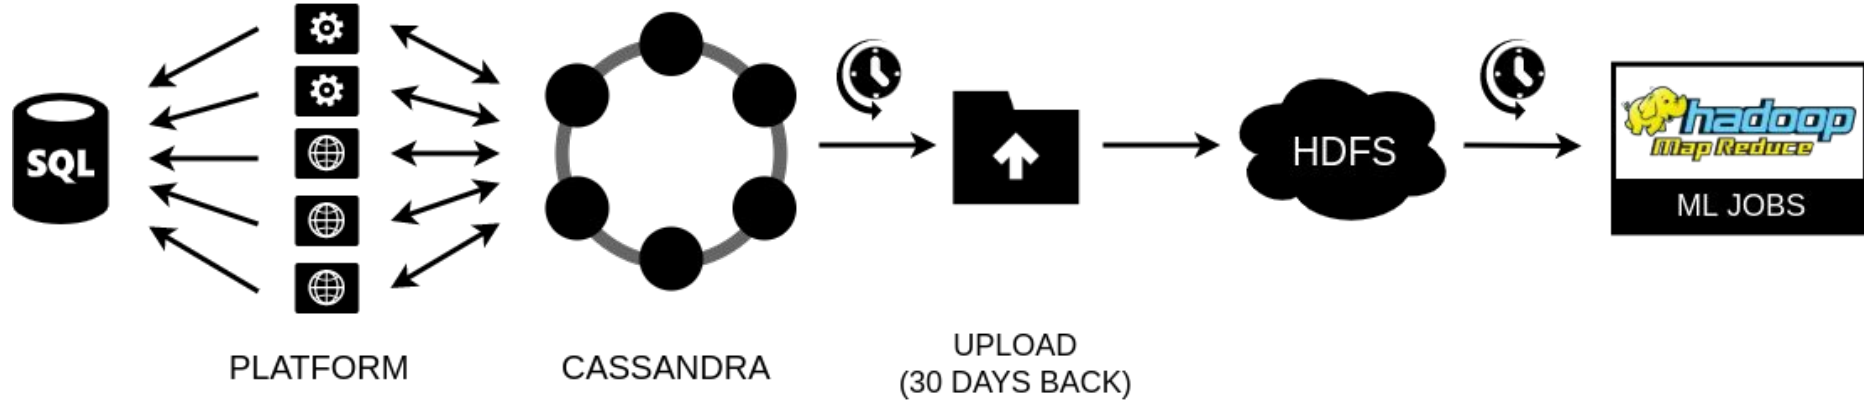 SQL
PLATFORM
CASSANDRA
UPLOAD
(30 DAYS BACK)
HDFS
hadoop
Map Reduce
ML JOBS